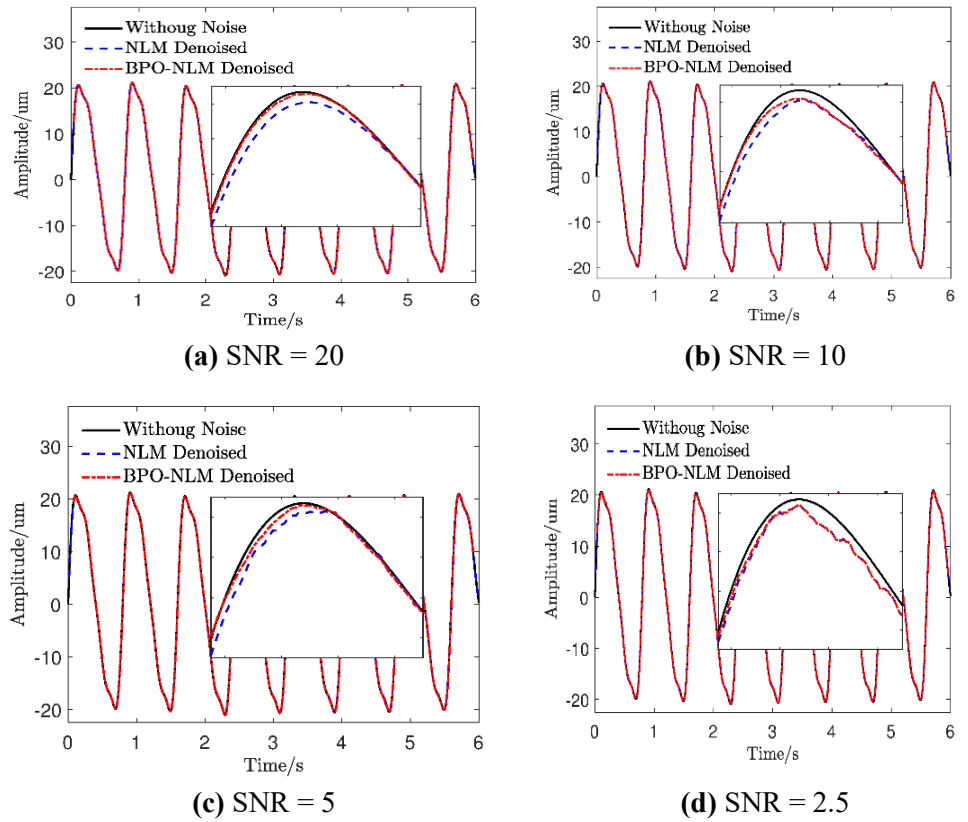 Withoug Noise
NLM Denoised
BPO-NLM Denoised
30
20
10
0
-10
-20
Amplitude/um
0 1 2 3 4 5 6
Time/s
(a) SNR = 20
Withoug Noise
NLM Denoised
BPO-NLM Denoised
30
20
10
0
-10
-20
Amplitude/um
0 1 2 3 4 5 6
Time/s
(b) SNR = 10
Withoug Noise
NLM Denoised
BPO-NLM Denoised
30
20
10
0
-10
-20
Amplitude/um
0 1 2 3 4 5 6
Time/s
(c) SNR = 5
Withoug Noise
NLM Denoised
BPO-NLM Denoised
30
20
10
0
-10
-20
Amplitude/um
0 1 2 3 4 5 6
Time/s
(d) SNR = 2.5